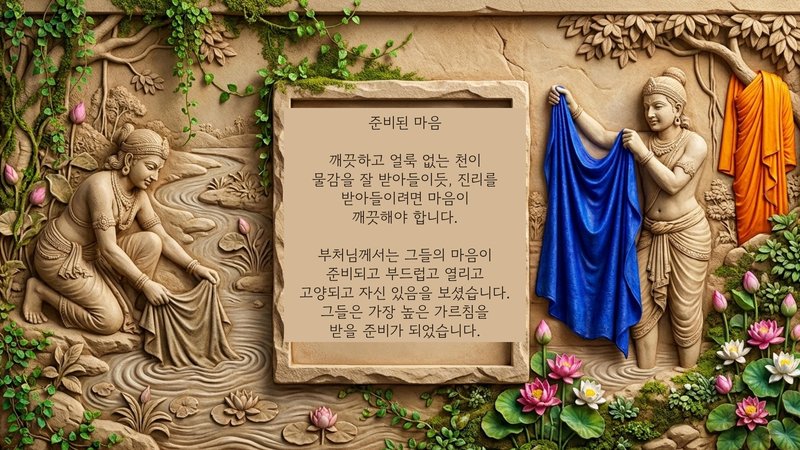 준비된 마음
깨끗하고 얼룩 없는 천이
물감을 잘 받아들이듯, 진리를
받아들이려면 마음이
깨끗해야 합니다.
부처님께서는 그들의 마음이
준비되고 부드럽고 열리고
고양되고 자신 있음을 보셨습니다.
그들은 가장 높은 가르침을
받을 준비가 되었습니다.